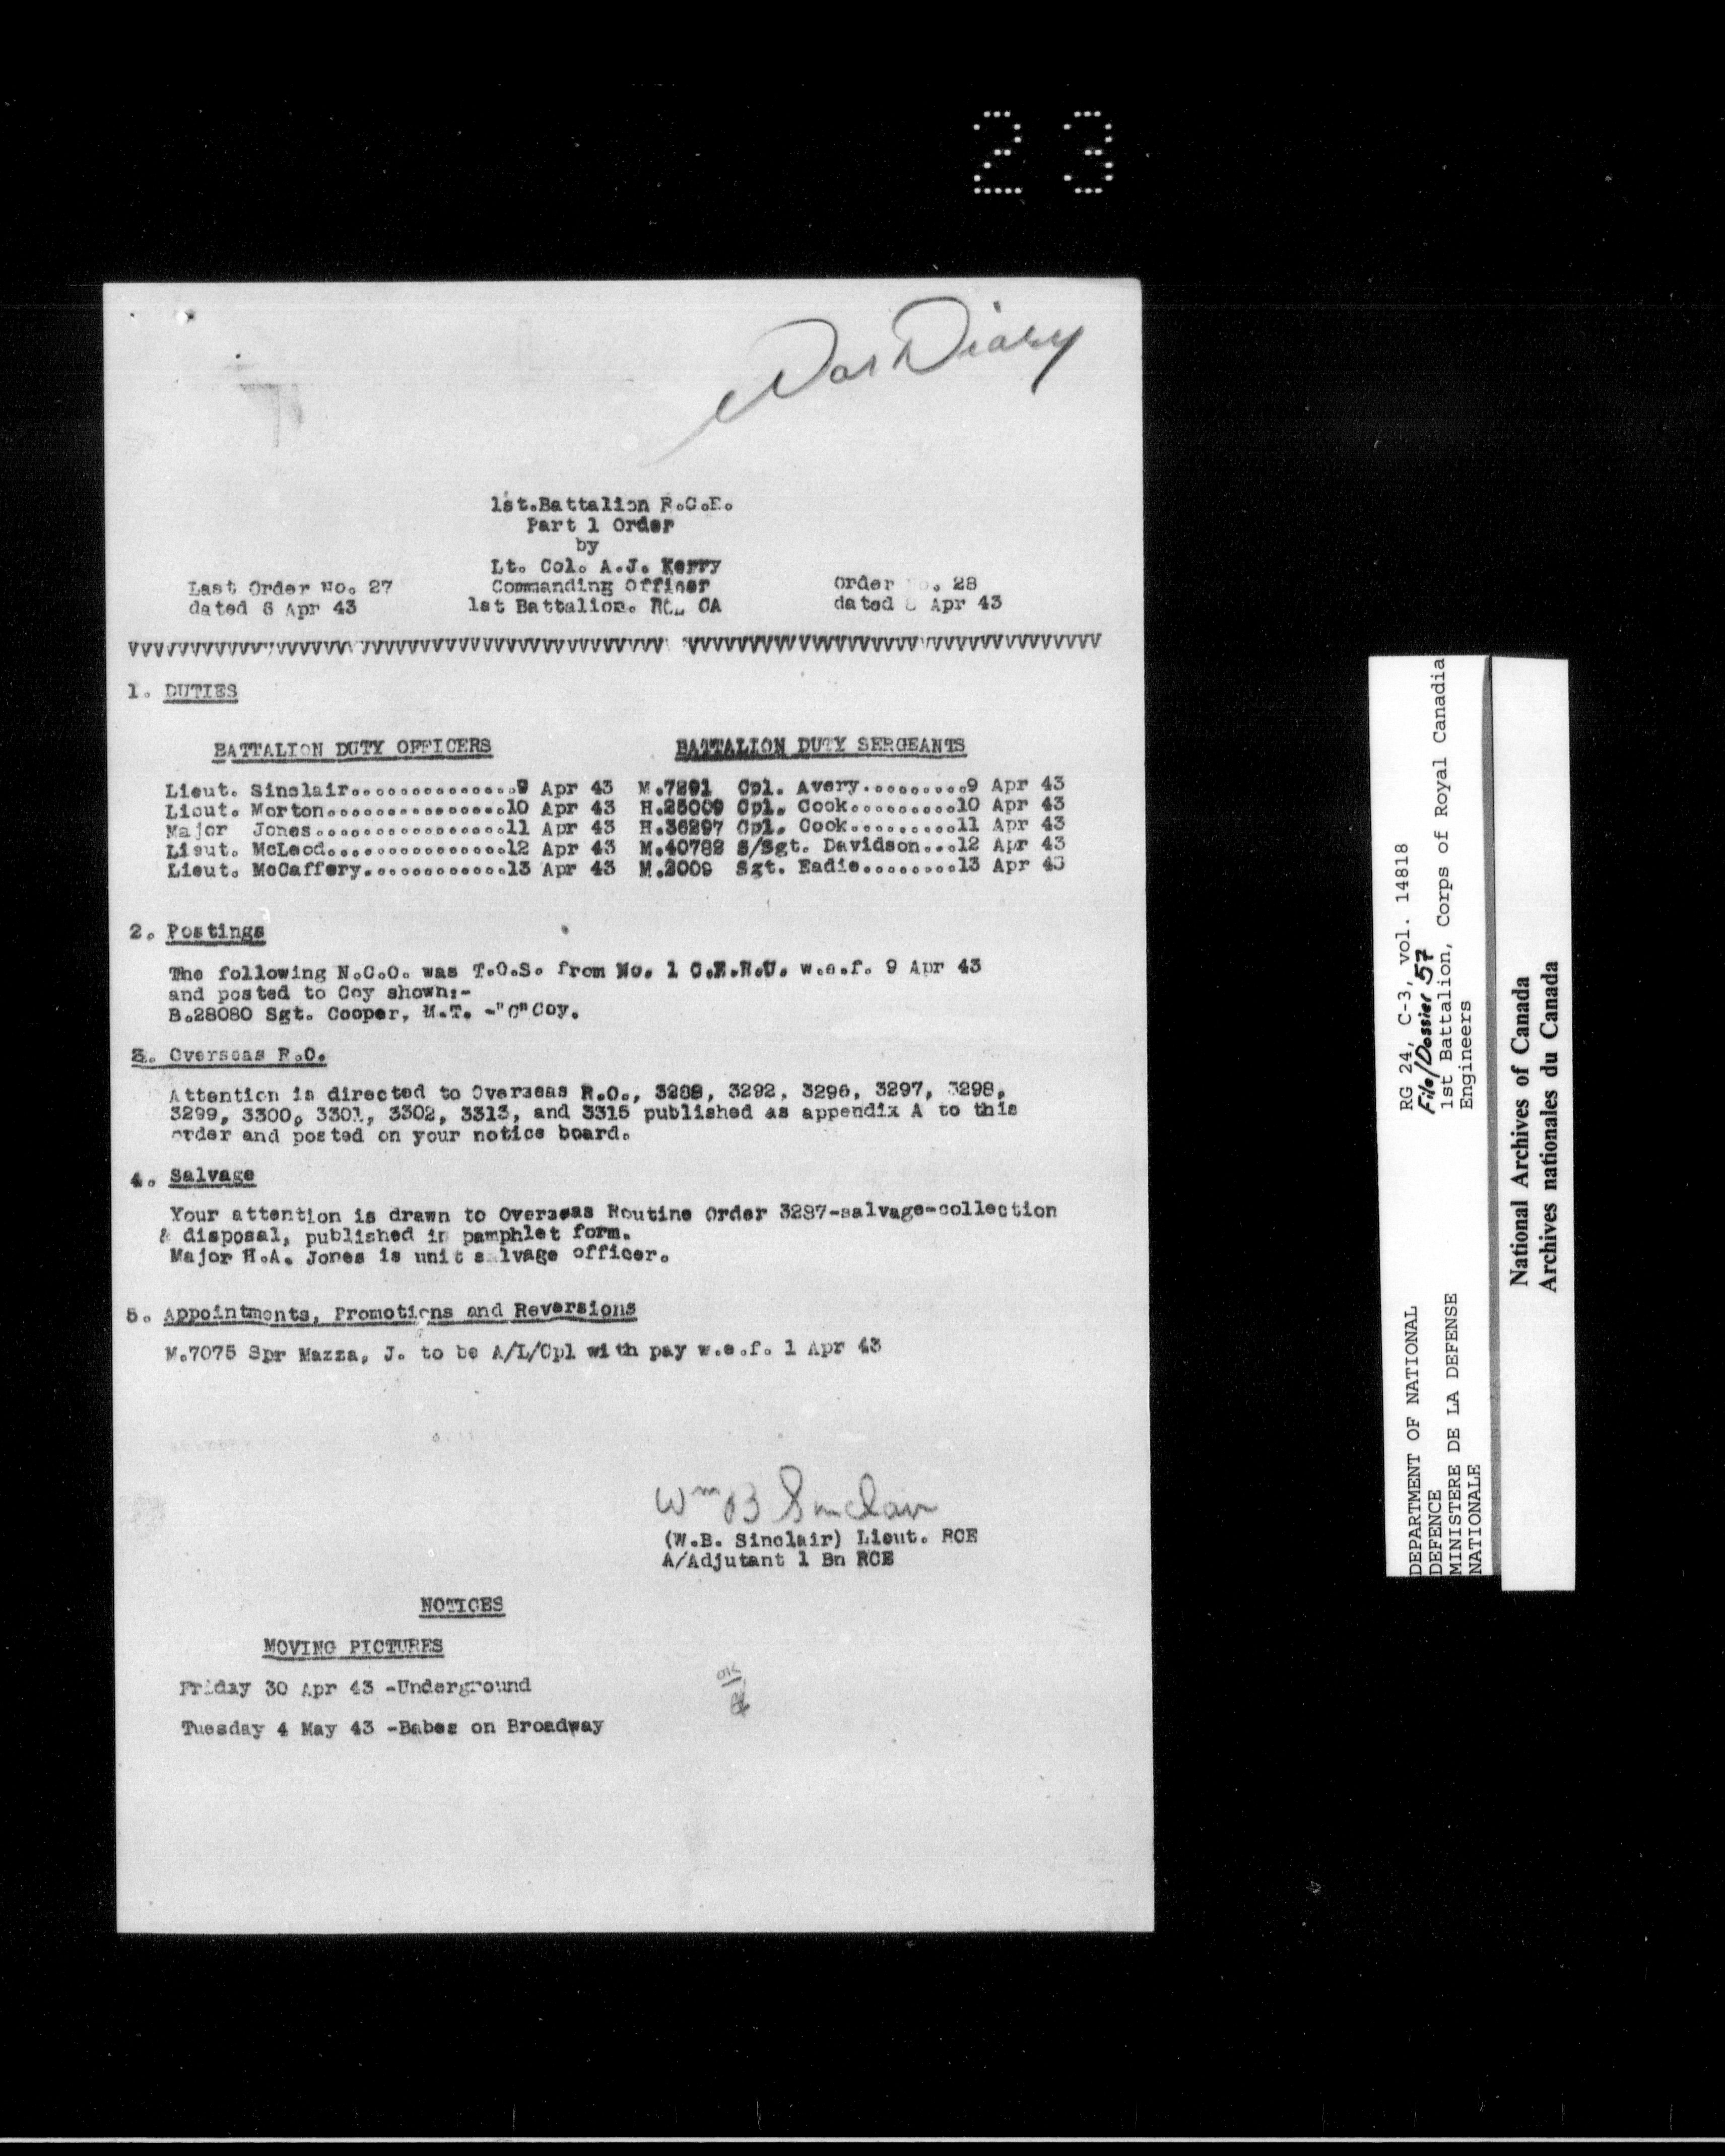 23
War Diary
1st.Battalion R.C.E.
Part 1 Order
by
Lt. Col. A.J. Kerry
Last Order No. 27 Commanding Officer Order No. 28
dated 6 Apr 43 1st Battalion. RCE CA dated Apr 43
1. DUTIES
BATTALION DUTY OFFICERS BATTALION DUTY SERGEANTS
Lieut. Sinclair..............9 Apr 43 M.7291 Cpl. Avery.........9 Apr 43
Lieut. Morton...............10 Apr 43 H.25009 Cpl. Cook..........10 Apr 43
Major Jones................11 Apr 43 H.36297 Cpl. Cook..........11 Apr 43
Lieut. McLeod...............12 Apr 43 M.40782 S/Sgt. Davidson...12 Apr 43
Lieut. McCaffery............13 Apr 43 M.2009 Sgt. Eadie.........13 Apr 43
2. Postings
The following N.C.O. was T.O.S. from No. 1 C.E.R.U. w.e.f. 9 Apr 43
and posted to Coy shown:-
B.28080 Sgt. Cooper, M.T. -"C"Coy.
3. Overseas R.O.
Attention is directed to Overseas R.O., 3288, 3292, 3296, 3297, 3298,
3299, 3300, 3301, 3302, 3313, and 3315 published as appendix A to this
order and posted on your notice board.
4. Salvage
Your attention is drawn to Overseas Routine Order 3287-salvage-collection
& disposal, published in pamphlet form.
Major H.A. Jones is unit salvage officer.
5. Appointments, Promotions and Reversions
M.7075 Spr Mazza, J. to be A/L/Cpl with pay w.e.f. 1 Apr 43
Wm B Sinclair
(W.B. Sinclair) Lieut. RCE
A/Adjutant 1 Bn RCE
NOTICES
MOVING PICTURES
Friday 30 Apr 43 -Underground
Tuesday 4 May 43 -Babes on Broadway
RG 24, C-3, vol. 14818
File/Dossier 57
1st Battalion, Corps of Royal Canadia
Engineers
DEPARTMENT OF NATIONAL
DEFENCE
MINISTERE DE LA DEFENSE
NATIONALE
National Archives of Canada
Archives nationales du Canada